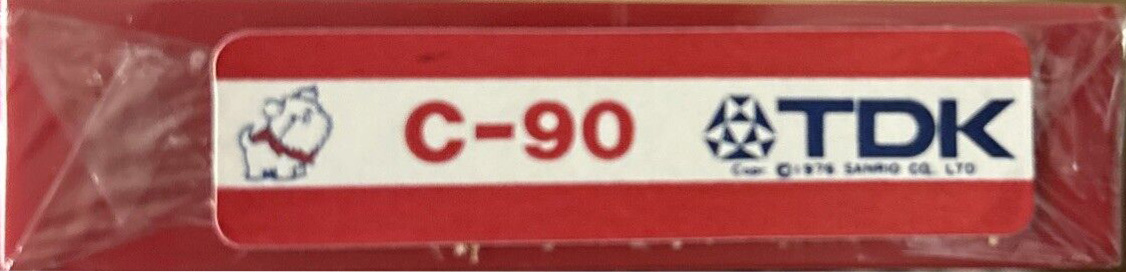 C-90
TDK
Copr. ©1976 SANRIO CO., LTD